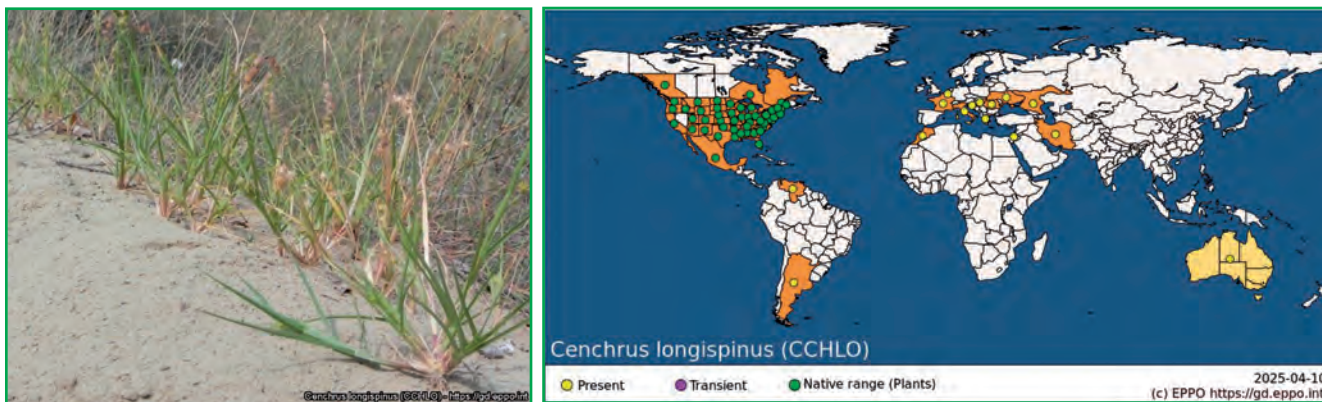 Cenchrus longispinus (CCHLO) - https://gd.eppo.int
Cenchrus longispinus (CCHLO)
Present
Transient
Native range (Plants)
2025-04-10
(c) EPPO https://gd.eppo.int